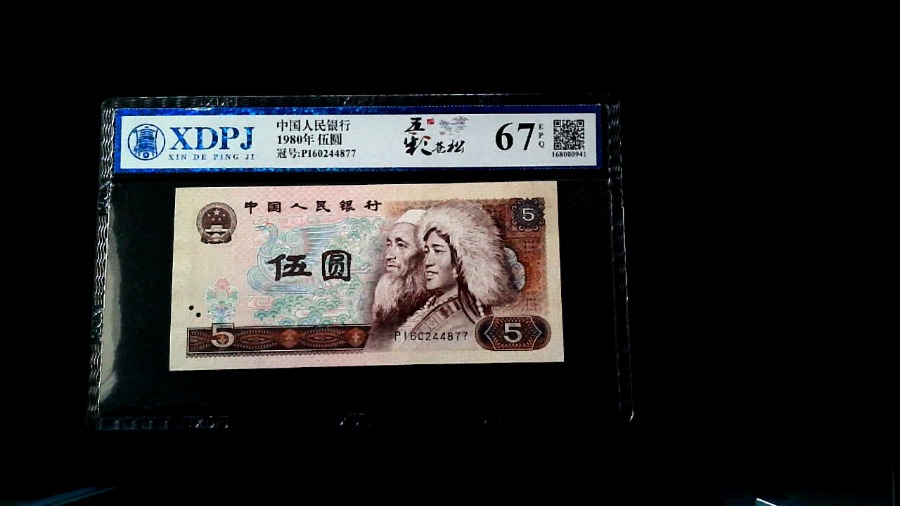 XDPJ
XIN DE PING JI
中国人民银行
1980年 伍圆
冠号:PI60244877
五彩苍松
67 EPQ
168000941
中国人民银行
5
伍圆
5
PI60244877
5